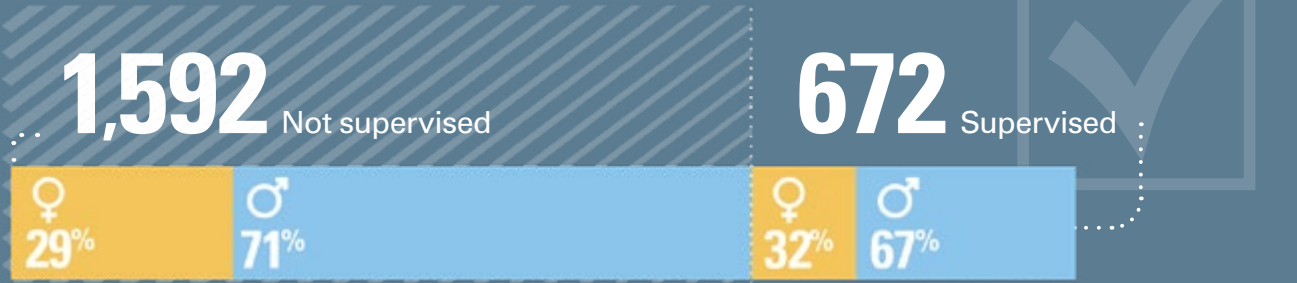 1,592 Not supervised
672 Supervised
♀ ♂ ♀ ♂
29% 71% 32% 67%